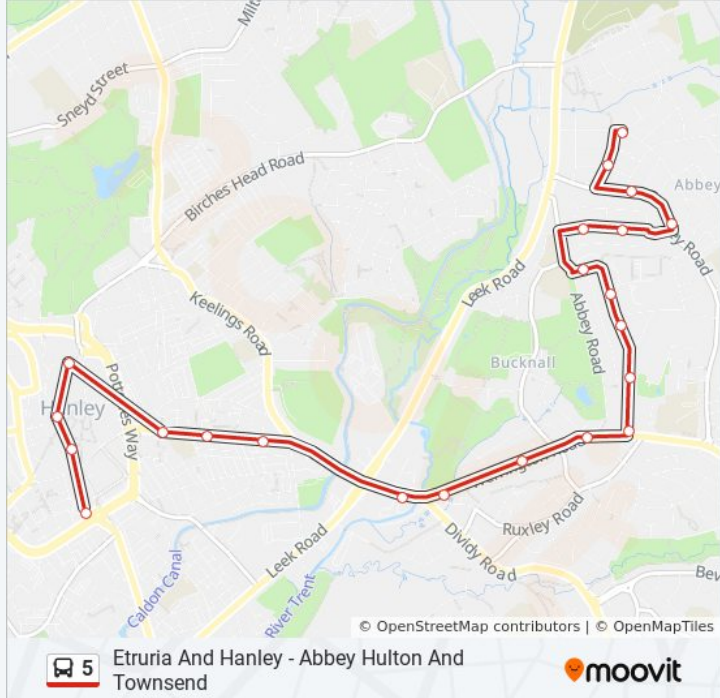 Milt
Sneyd Street
Birches Head Road
Abbey
y Road
Leek Road
Keelings Road
Abbey Road
Bucknall
Potteries Way
Hanley
Ruxley Road
Leek Road
Dividy Road
Caldon Canal
River Trent
Bev
© OpenStreetMap contributors | © OpenMapTiles
5 Etruria And Hanley - Abbey Hulton And
Townsend
moovit